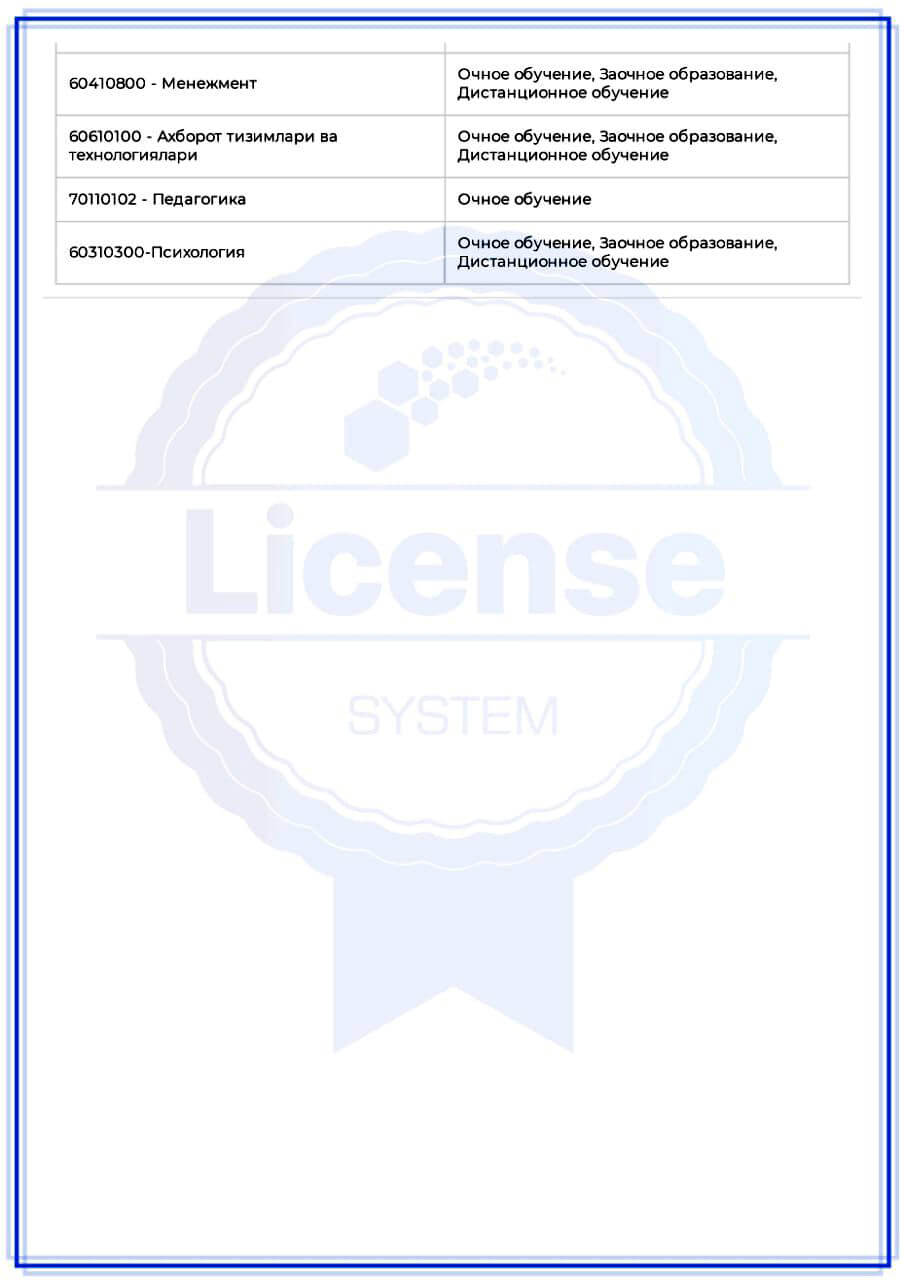 60410800 - Менежмент
Очное обучение, Заочное образование,
Дистанционное обучение
60610100 - Ахборот тизимлари ва
технологиялари
Очное обучение, Заочное образование,
Дистанционное обучение
70110102 - Педагогика
Очное обучение
60310300-Психология
Очное обучение, Заочное образование,
Дистанционное обучение
License
SYSTEM